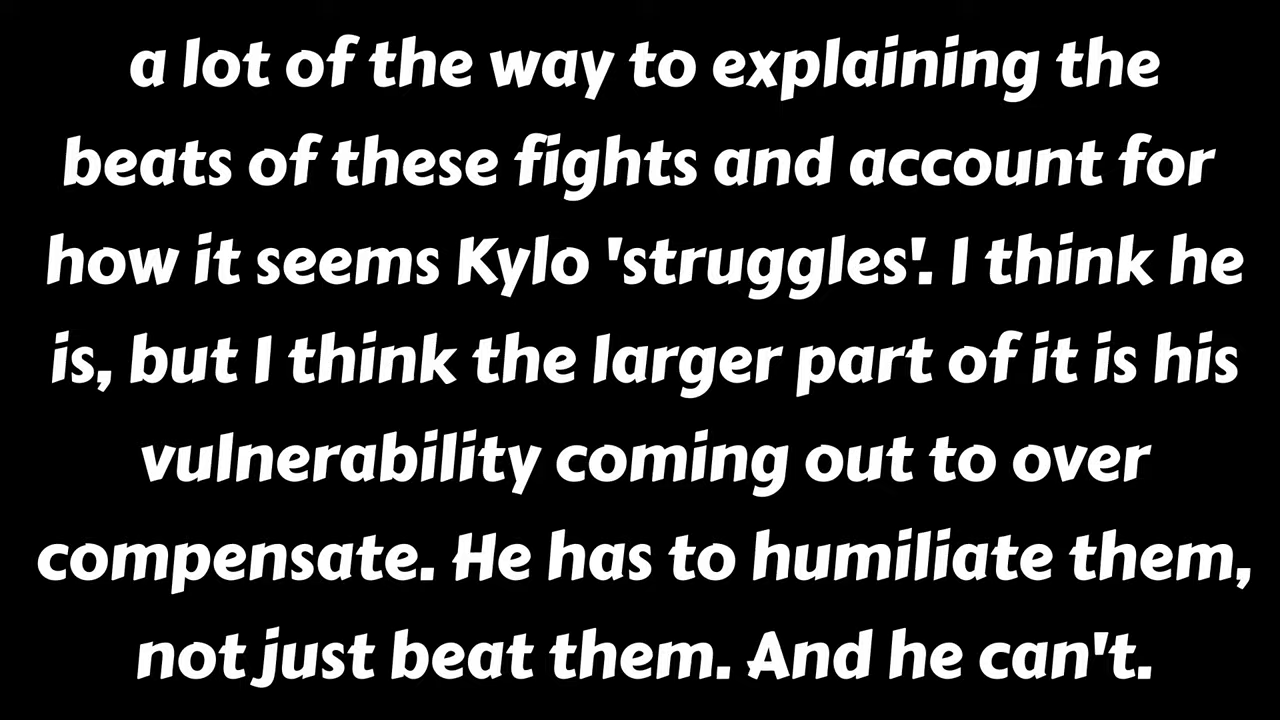 a lot of the way to explaining the
beats of these fights and account for
how it seems Kylo 'struggles'. I think he
is, but I think the larger part of it is his
vulnerability coming out to over
compensate. He has to humiliate them,
not just beat them. And he can't.